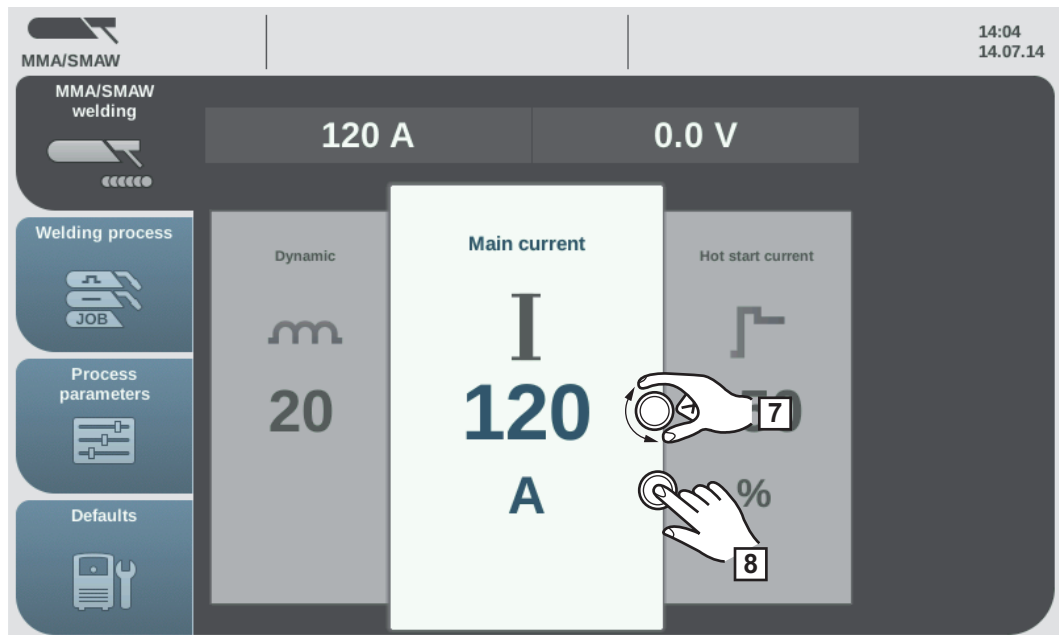 MMA/SMAW
14:04
14.07.14
MMA/SMAW
welding
120 A
0.0 V
Welding process
JOB
Process
parameters
Defaults
Dynamic
20
Main current
I
120
A
Hot start current
%
7
8